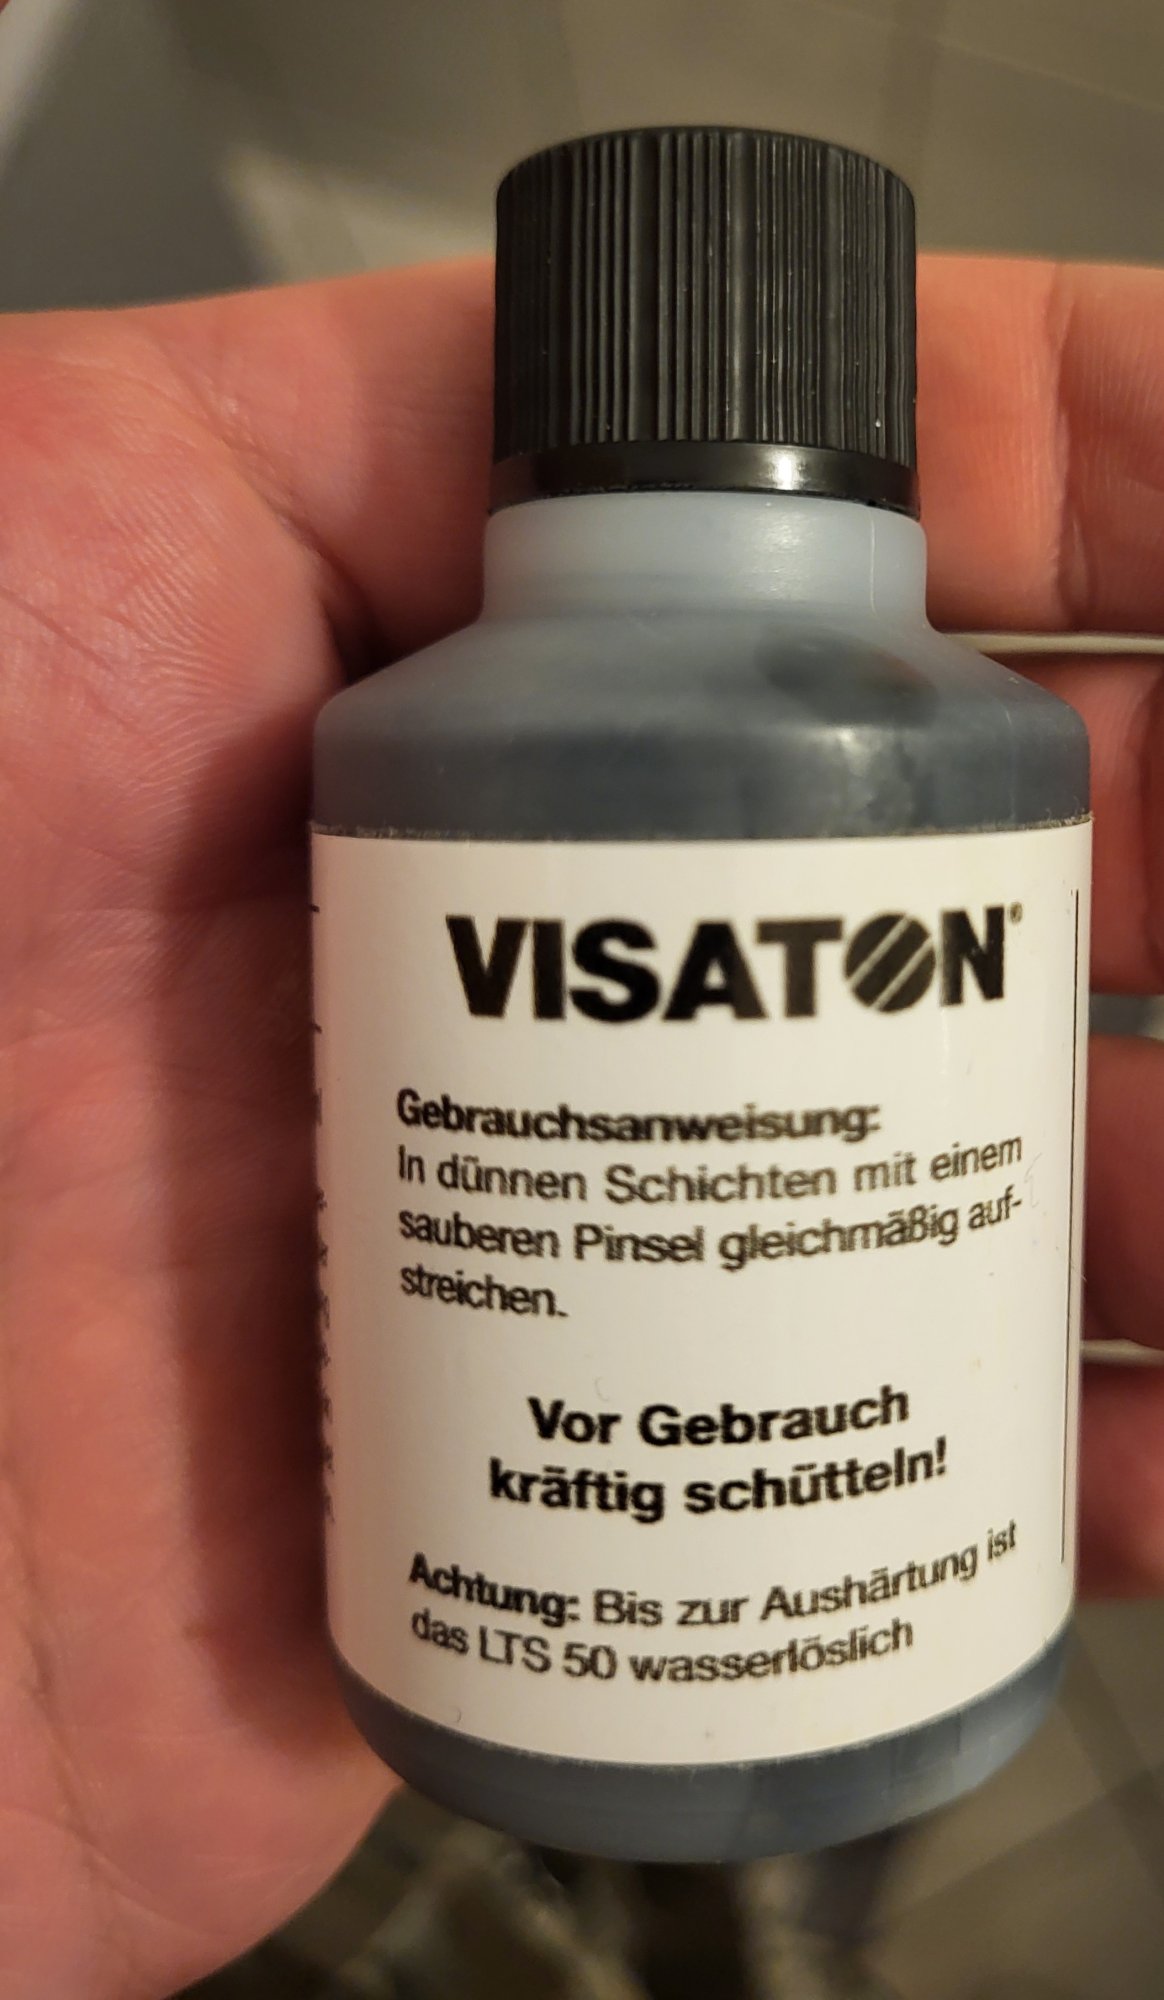 VISATON®
Gebrauchsanweisung:
In dünnen Schichten mit einem
sauberen Pinsel gleichmäßig auf-
streichen.
Vor Gebrauch
kräftig schütteln!
Achtung: Bis zur Aushärtung ist
das LTS 50 wasserlöslich